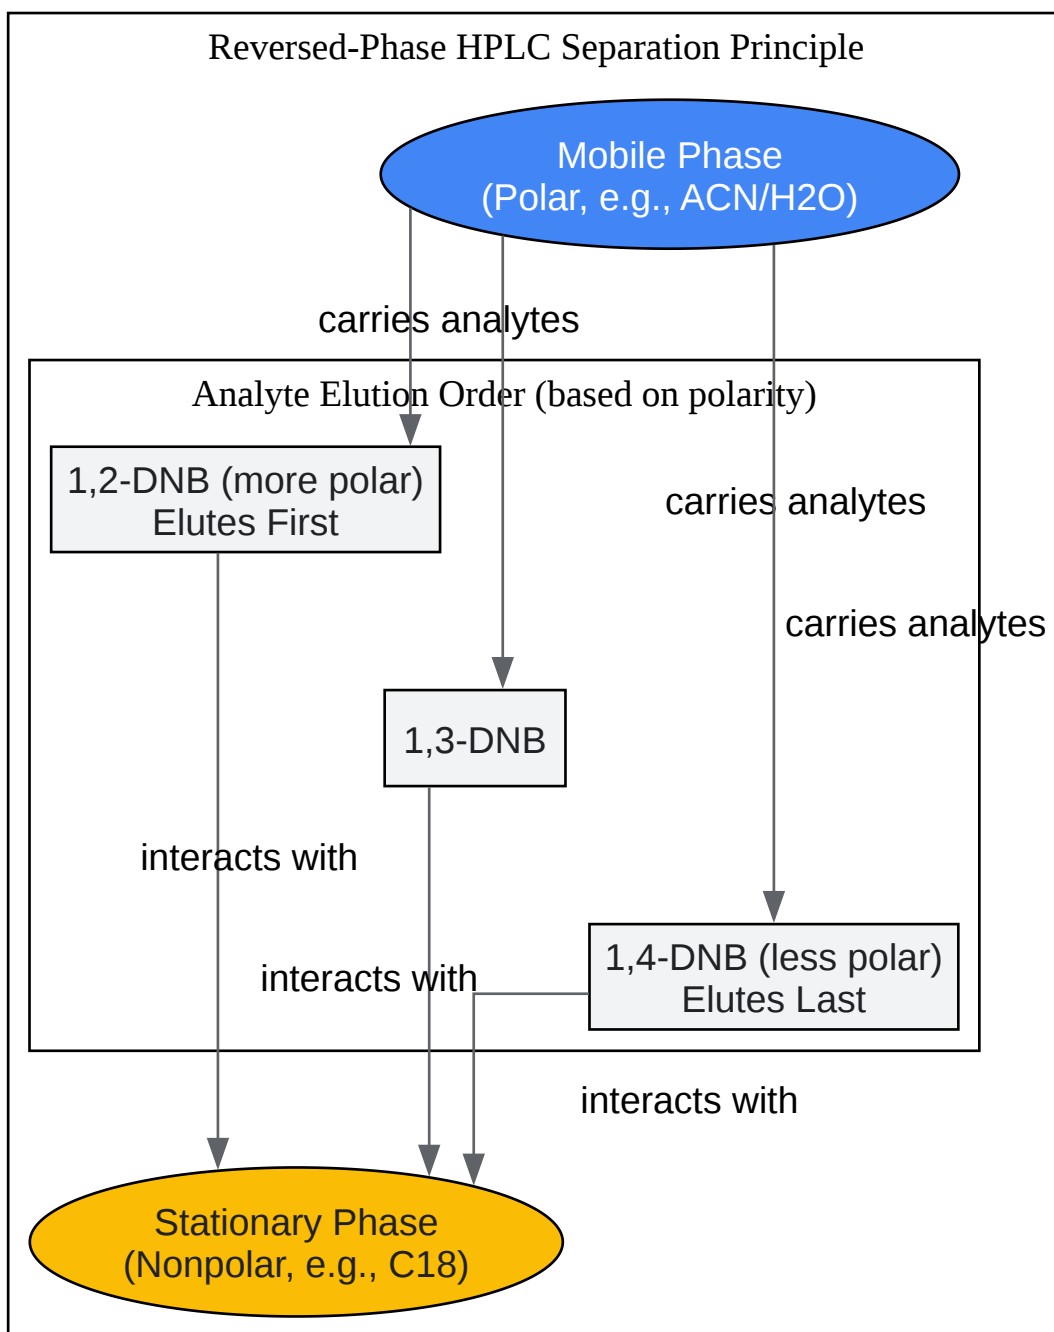 Reversed-Phase HPLC Separation Principle
Mobile Phase
(Polar, e.g., ACN/H2O)
carries analytes
Analyte Elution Order (based on polarity)
1,2-DNB (more polar)
Elutes First
carries analytes
carries analytes
1,3-DNB
interacts with
interacts with
1,4-DNB (less polar)
Elutes Last
interacts with
Stationary Phase
(Nonpolar, e.g., C18)